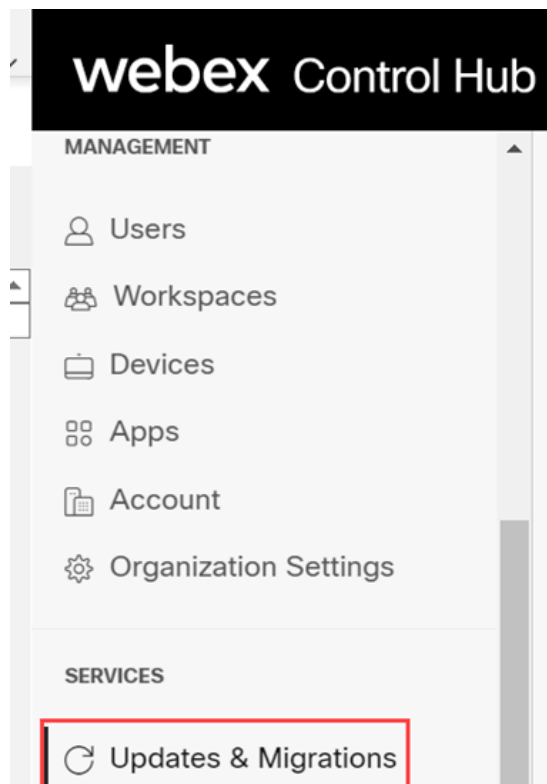 webex Control Hub
MANAGEMENT
Users
Workspaces
Devices
Apps
Account
Organization Settings
SERVICES
Updates & Migrations